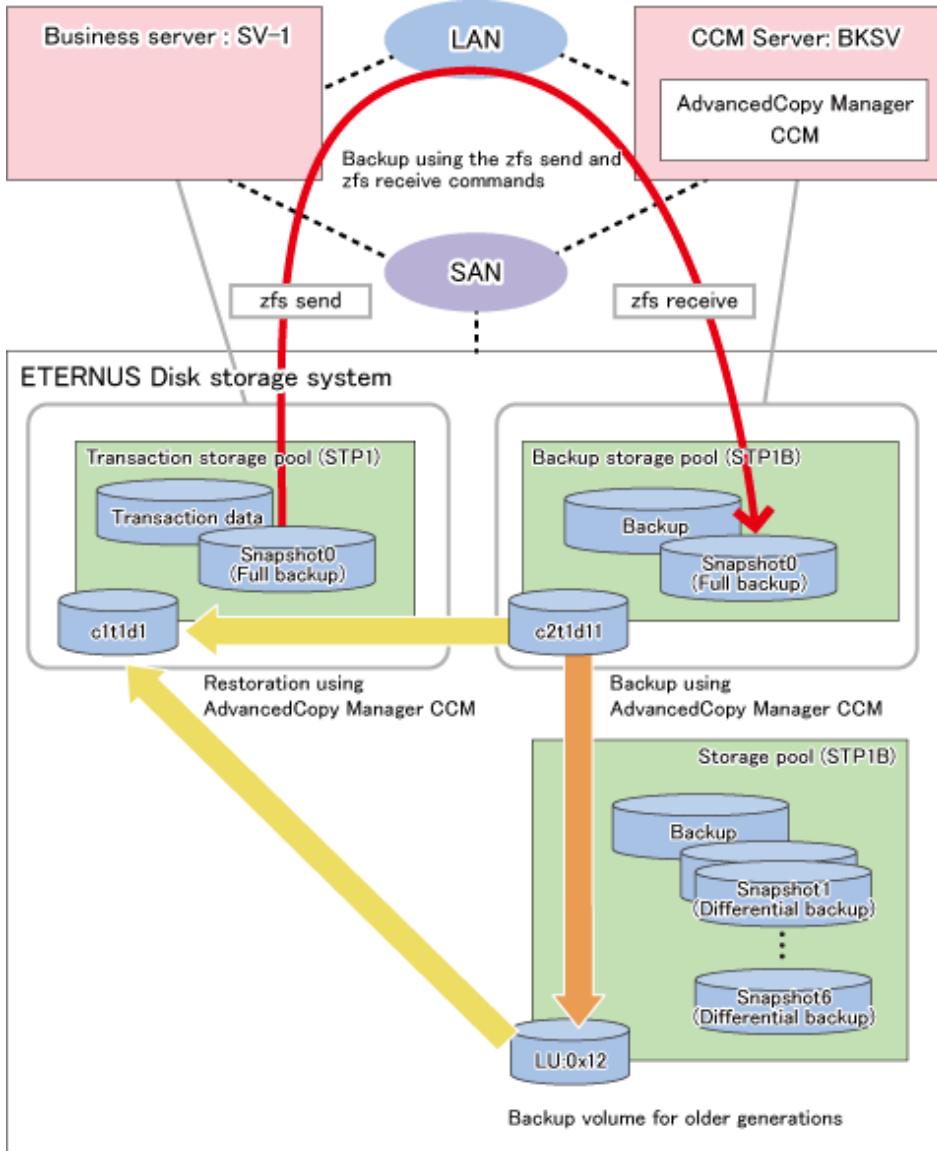 Business server : SV-1
LAN
CCM Server: BKSV
AdvancedCopy Manager
CCM
Backup using the zfs send and
zfs receive commands
SAN
zfs send
zfs receive
ETERNUS Disk storage system
Transaction storage pool (STP1)
Transaction data
Snapshot0
(Full backup)
c1t1d1
Backup storage pool (STP1B)
Backup
Snapshot0
(Full backup)
c2t1d11
Restoration using
AdvancedCopy Manager CCM
Backup using
AdvancedCopy Manager CCM
Storage pool (STP1B)
Backup
Snapshot1
(Differential backup)
Snapshot6
(Differential backup)
LU:0x12
Backup volume for older generations